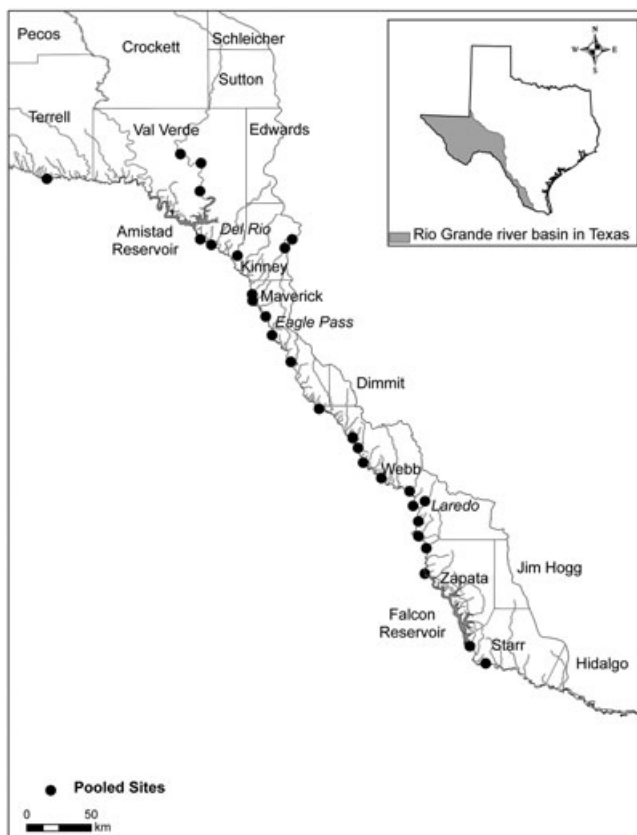 Pecos
Crockett
Schleicher
Sutton
Terrell
Val Verde
Edwards
Amistad
Reservoir
Del Rio
Kinney
Maverick
Eagle Pass
Dimmit
Webb
Laredo
Jim Hogg
Zapata
Falcon
Reservoir
Starr
Hidalgo
N
W E
S
Rio Grande river basin in Texas
Pooled Sites
0 50
km